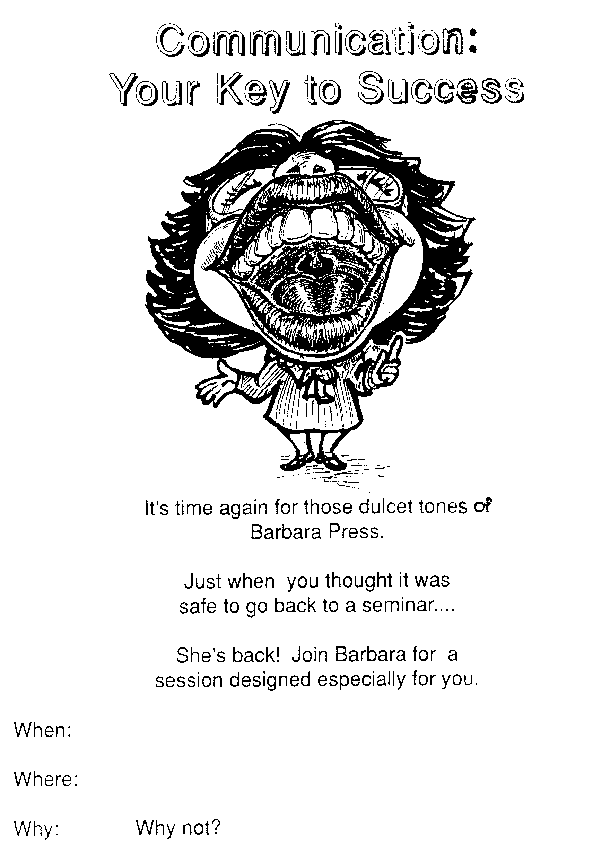 Communication:
Your Key to Success
It's time again for those dulcet tones of
Barbara Press.
Just when you thought it was
safe to go back to a seminar....
She's back! Join Barbara for a
session designed especially for you.
When:
Where:
Why: Why not?